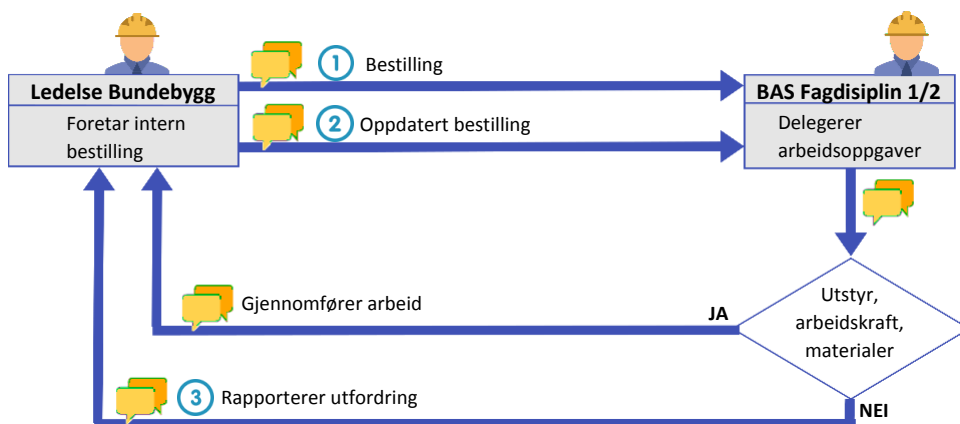 Ledelse Bundebygg
Foretar intern
bestilling
1 Bestilling
2 Oppdatert bestilling
BAS Fagdisiplin 1/2
Delegerer
arbeidsoppgaver
Utstyr,
arbeidskraft,
materialer
JA
Gjennomfører arbeid
NEI
3 Rapporterer utfordring